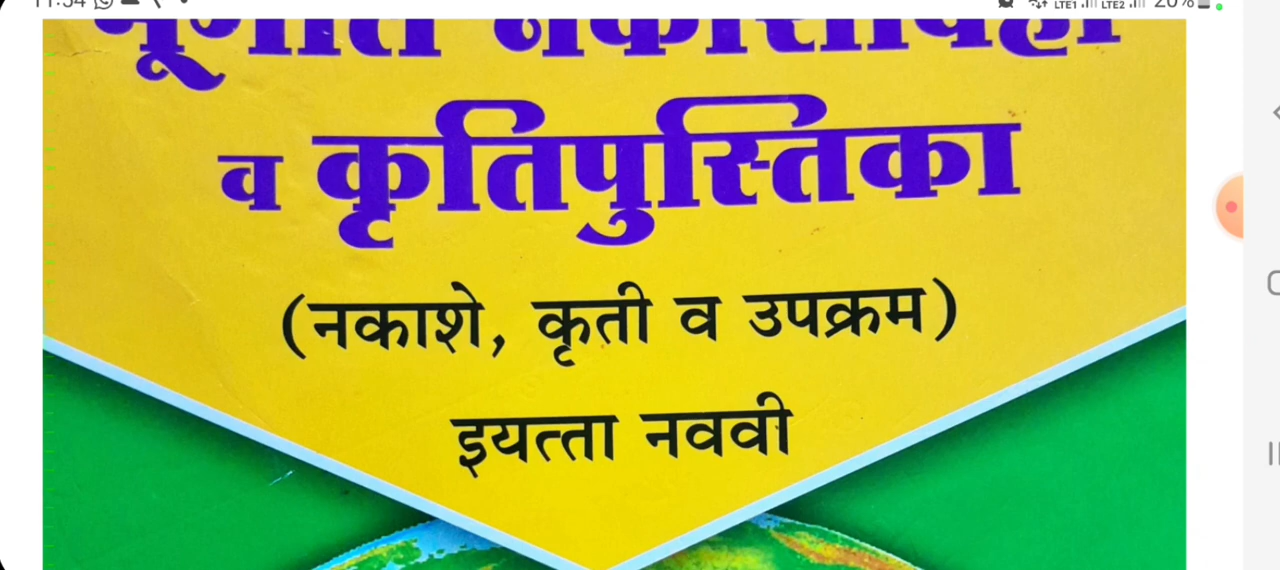 व कृतिपुस्तिका
(नकाशे, कृती व उपक्रम)
इयत्ता नववी